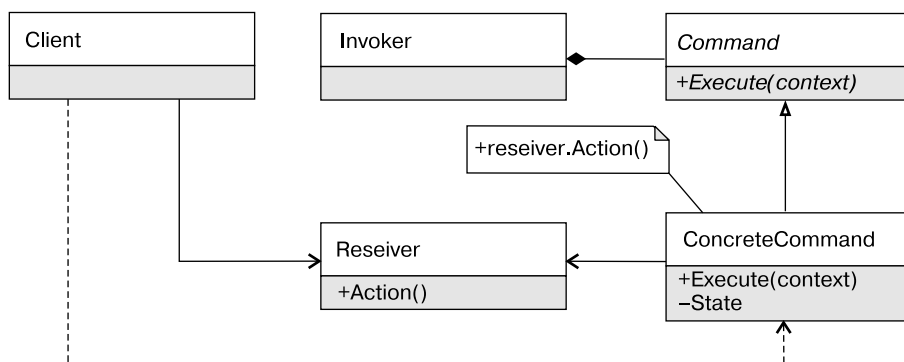 Client
Invoker
Command
+Execute(context)
+reseiver.Action()
Reseiver
+Action()
ConcreteCommand
+Execute(context)
–State